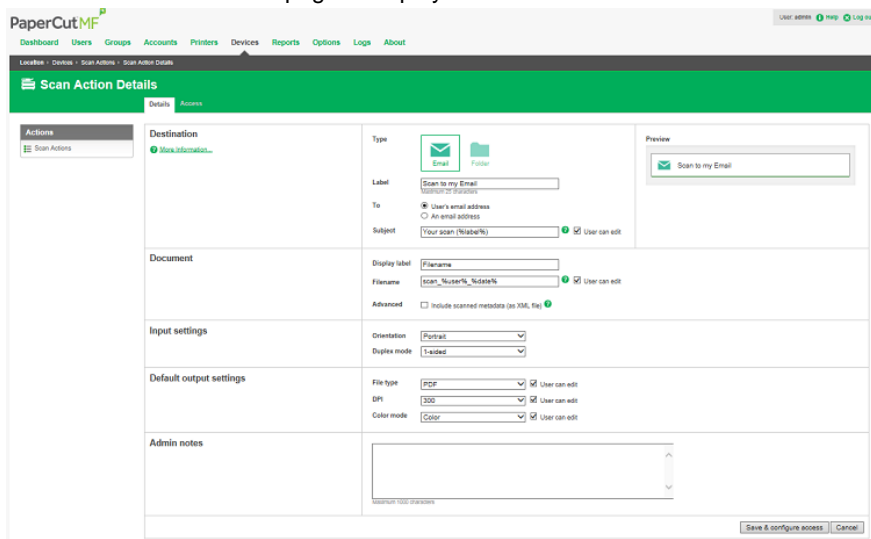 PaperCut MF
User: admin Help Log out
Dashboard Users Groups Accounts Printers Devices Reports Options Logs About
Location › Devices › Scan Actions › Scan Action Details
Scan Action Details
Details Access
Actions
Scan Actions
Destination
More Information...
Type
Email Folder
Label Scan to my Email
Maximum 25 characters
To User's email address
An email address
Subject Your scan (%label%) User can edit
Preview
Scan to my Email
Document
Display label Filename
Filename scan_%user%_%date% User can edit
Advanced Include scanned metadata (as XML file)
Input settings
Orientation Portrait
Duplex mode 1-sided
Default output settings
File type PDF User can edit
DPI 300 User can edit
Color mode Color User can edit
Admin notes
Maximum 1000 characters
Save & configure access Cancel